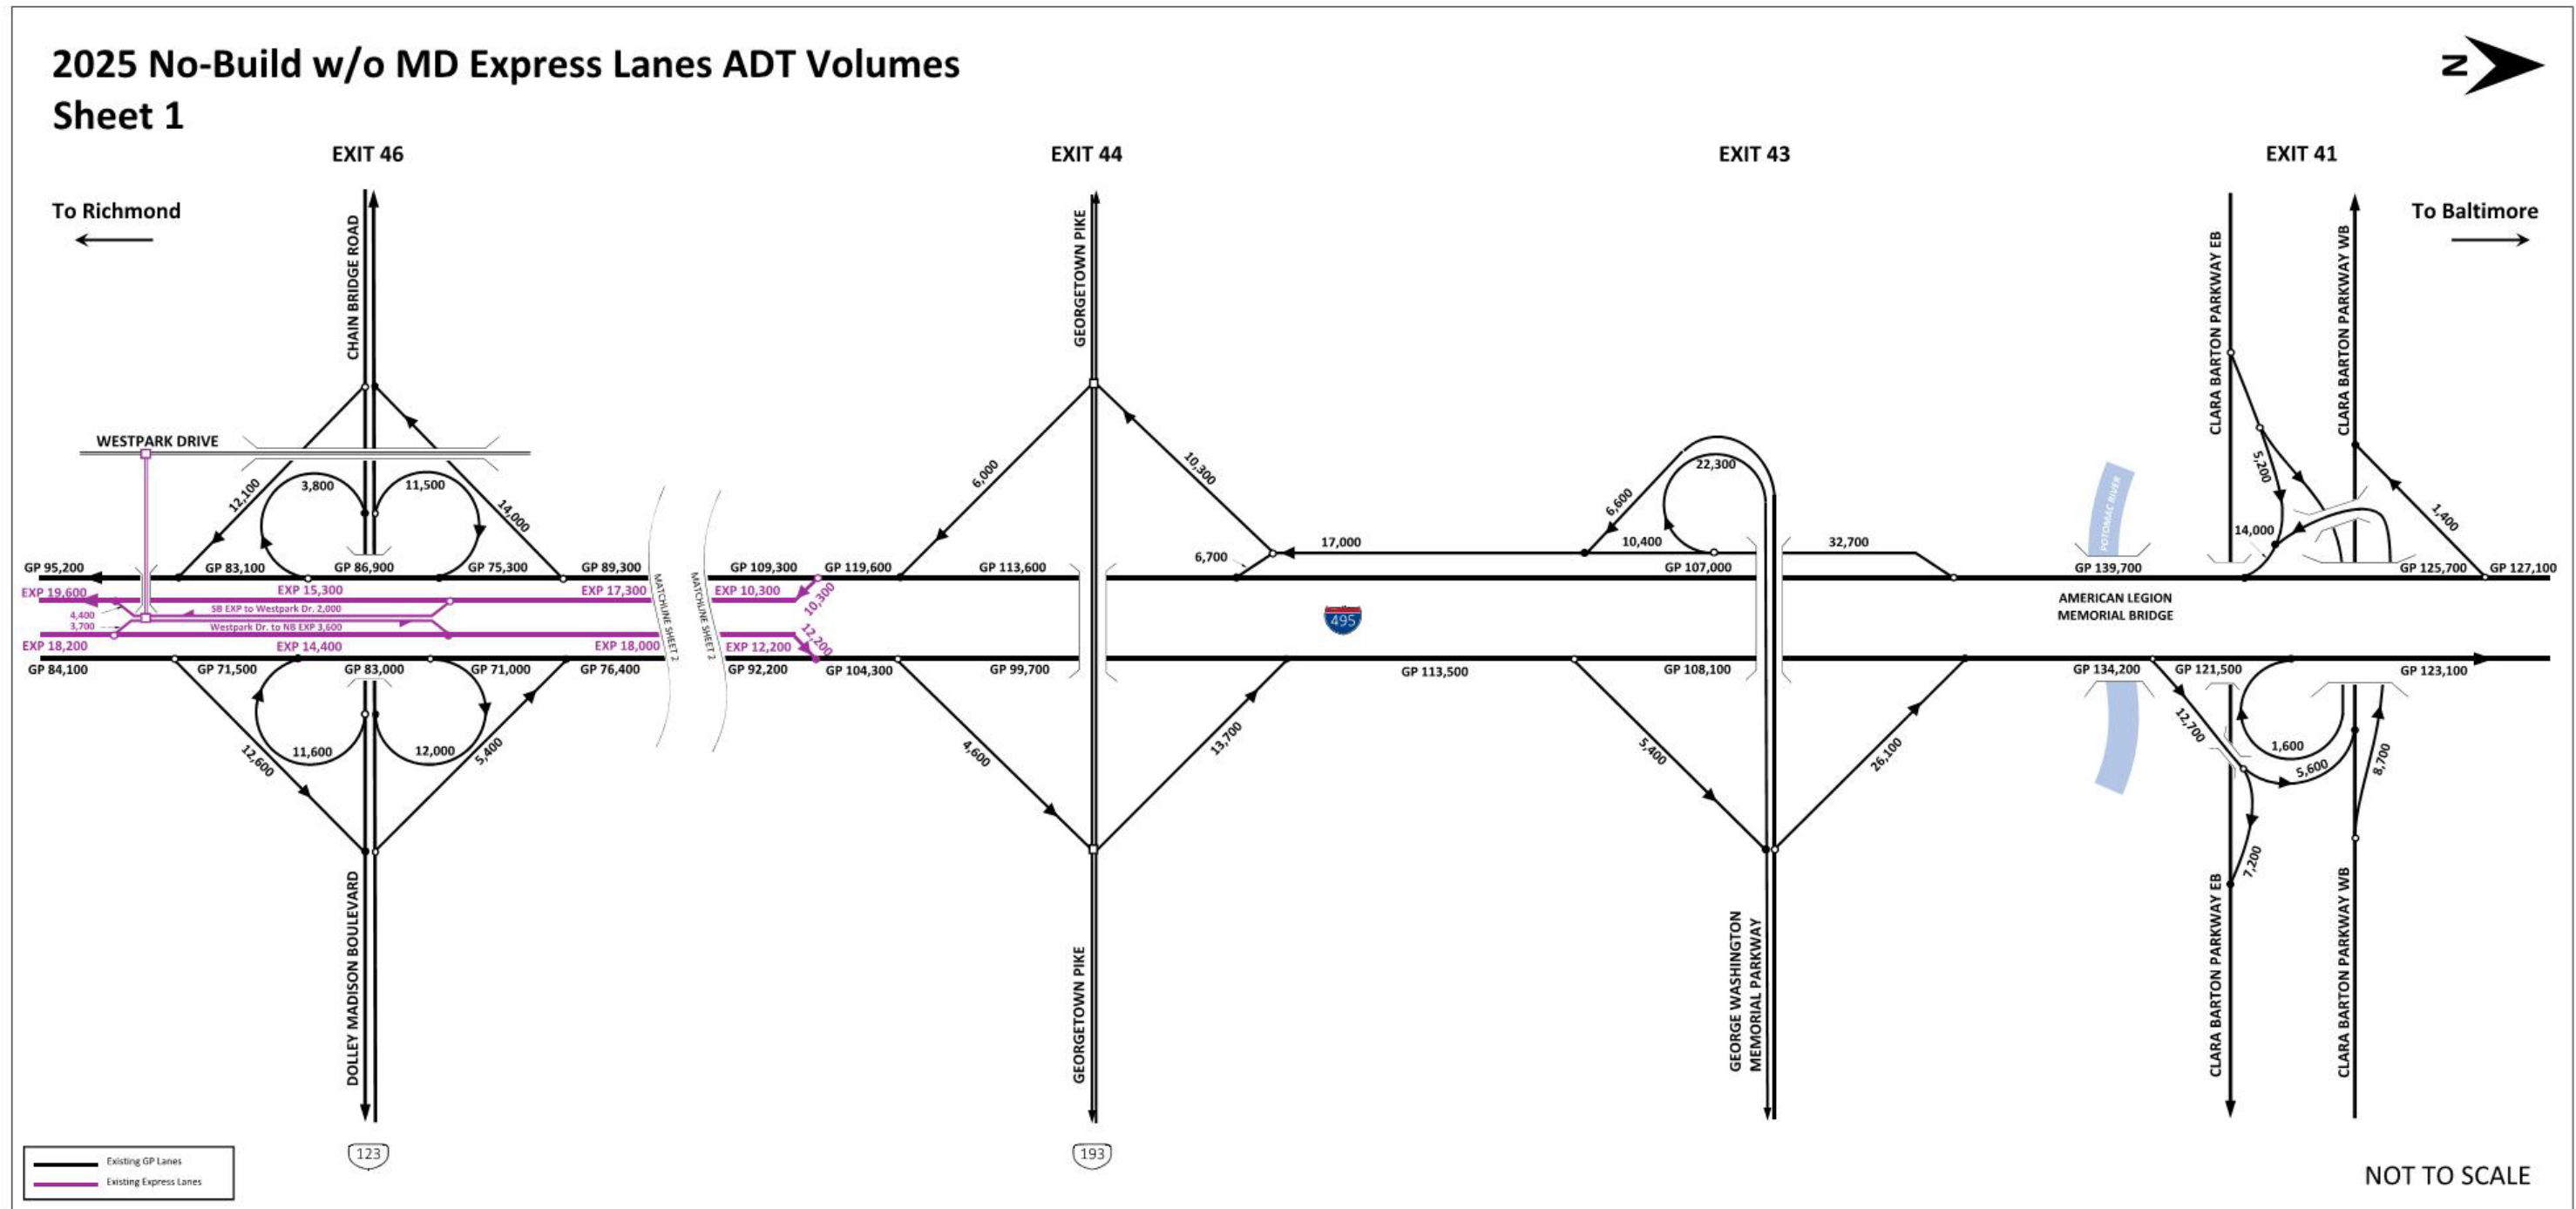 2025 No-Build w/o MD Express Lanes ADT Volumes
Sheet 1
N
EXIT 46
EXIT 44
EXIT 43
EXIT 41
To Richmond
To Baltimore
CHAIN BRIDGE ROAD
GEORGETOWN PIKE
CLARA BARTON PARKWAY EB
CLARA BARTON PARKWAY WB
WESTPARK DRIVE
12,100
3,800
11,500
14,000
6,000
10,300
6,700
17,000
6,600
22,300
10,400
32,700
POTOMAC RIVER
5,200
14,000
1,400
GP 95,200
GP 83,100
GP 86,900
GP 75,300
GP 89,300
GP 109,300
GP 119,600
GP 113,600
GP 107,000
GP 139,700
GP 125,700
GP 127,100
EXP 19,600
EXP 15,300
EXP 17,300
EXP 10,300
10,300
SB EXP to Westpark Dr. 2,000
4,400
3,700
Westpark Dr. to NB EXP 3,600
MATCHLINE SHEET 2
MATCHLINE SHEET 2
495
AMERICAN LEGION
MEMORIAL BRIDGE
EXP 18,200
EXP 14,400
EXP 18,000
EXP 12,200
12,200
GP 84,100
GP 71,500
GP 83,000
GP 71,000
GP 76,400
GP 92,200
GP 104,300
GP 99,700
GP 113,500
GP 108,100
GP 134,200
GP 121,500
GP 123,100
12,600
11,600
12,000
5,400
4,600
13,700
5,400
26,100
12,700
1,600
5,600
8,700
7,200
DOLLEY MADISON BOULEVARD
GEORGETOWN PIKE
GEORGE WASHINGTON
MEMORIAL PARKWAY
CLARA BARTON PARKWAY EB
CLARA BARTON PARKWAY WB
123
193
Existing GP Lanes
Existing Express Lanes
NOT TO SCALE